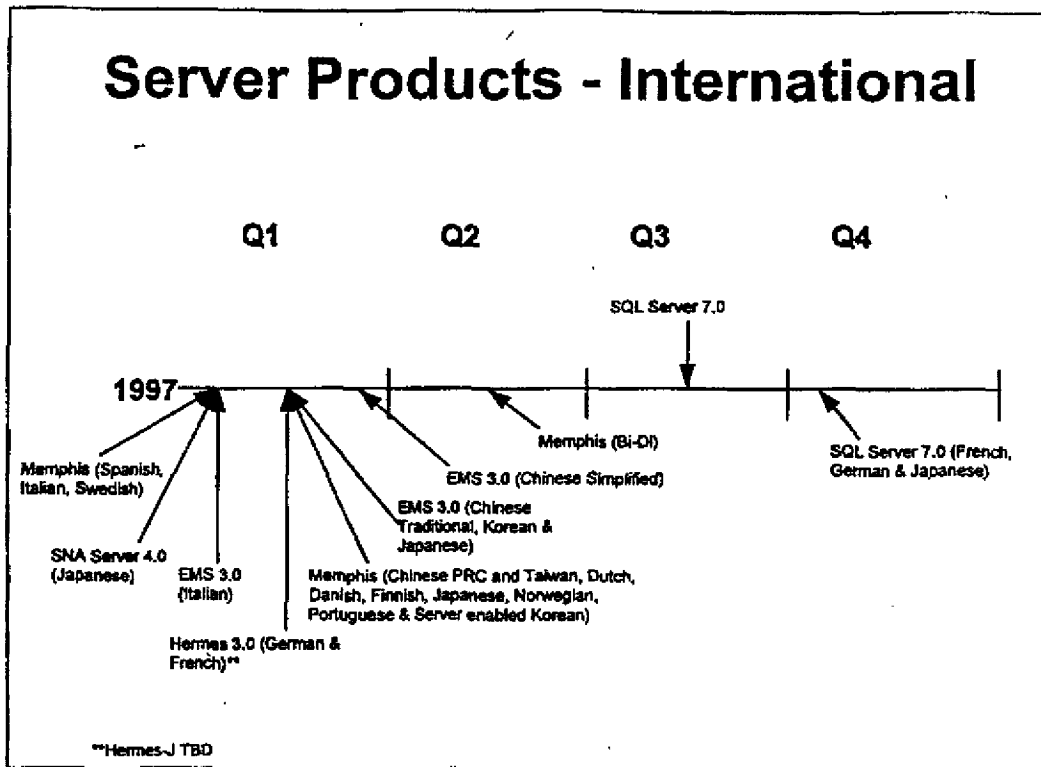 Server Products - International
Q1
Q2
Q3
Q4
SQL Server 7.0
1997
Memphis (Spanish,
Italian, Swedish)
SNA Server 4.0
(Japanese)
EMS 3.0
(Italian)
Hermes 3.0 (German &
French)**
Memphis (Chinese PRC and Taiwan, Dutch,
Danish, Finnish, Japanese, Norwegian,
Portuguese & Server enabled Korean)
EMS 3.0 (Chinese
Traditional, Korean &
Japanese)
EMS 3.0 (Chinese Simplified)
Memphis (Bi-Di)
SQL Server 7.0 (French,
German & Japanese)
**Hermes-J TBD